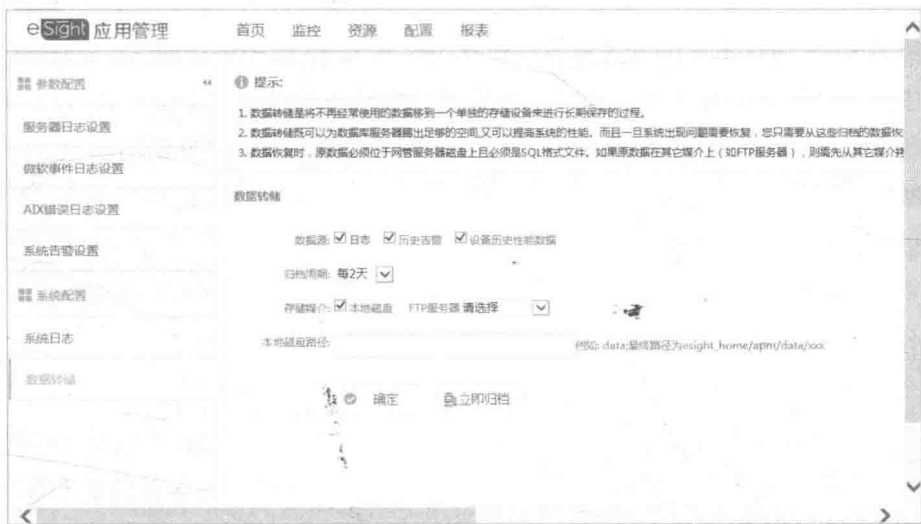 eSight 应用管理
首页 监控 资源 配置 报表
参数配置
服务器日志设置
微软事件日志设置
AIX错误日志设置
系统告警设置
系统配置
系统日志
数据转储
提示:
1. 数据转储是将不再经常使用的数据移到一个单独的存储设备来进行长期保存的过程。
2. 数据转储既可以为数据库服务器腾出足够的空间,又可以提高系统的性能。而且一旦系统出现问题需要恢复，您只需要从这些归档的数据恢
3. 数据恢复时，原数据必须位于网管服务器磁盘上且必须是SQL格式文件。如果原数据在其它媒介上（如FTP服务器），则需先从其它媒介拷
数据转储
数据源: 日志 历史告警 设备历史性能数据
归档周期: 每2天
存储媒介: 本地磁盘 FTP服务器 请选择
本地磁盘路径: 例如: data;最终路径为esight_home/apm/data/xxx
确定 立即归档